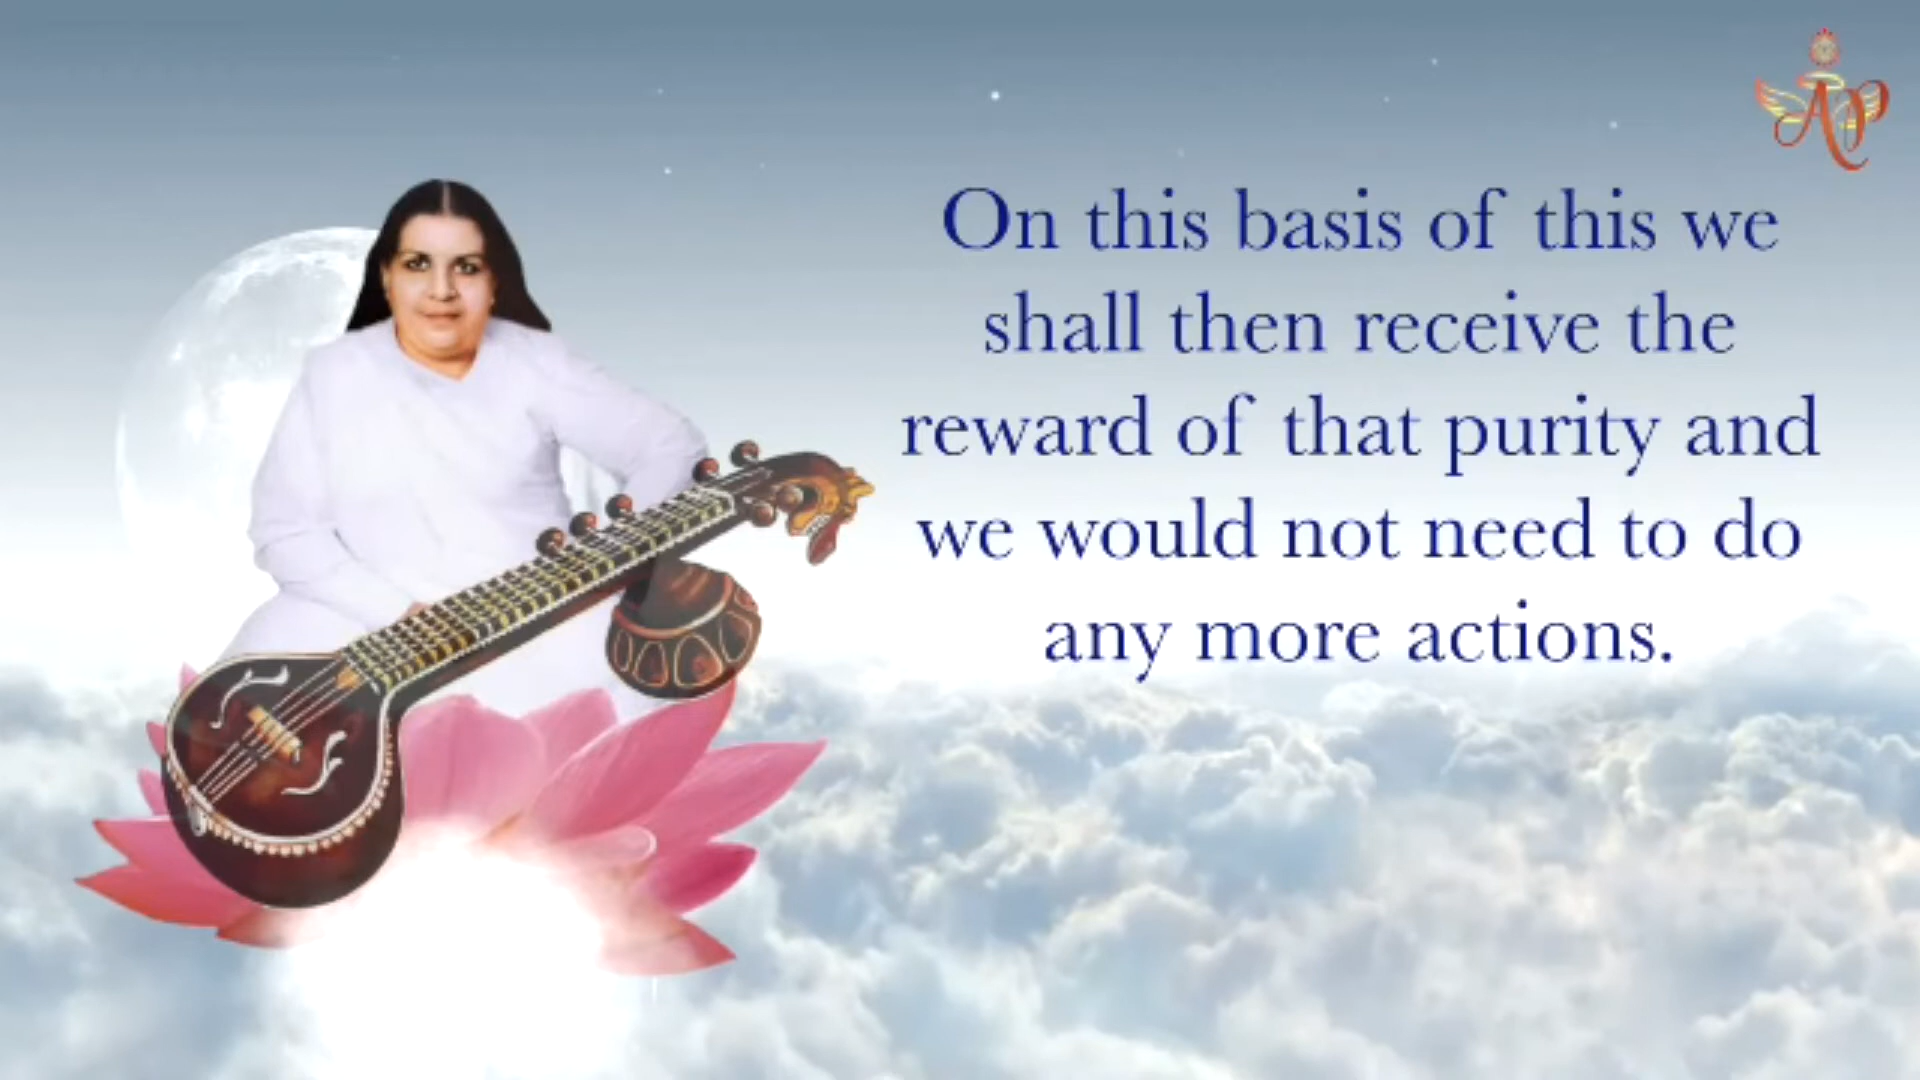 AP
On this basis of this we
shall then receive the
reward of that purity and
we would not need to do
any more actions.